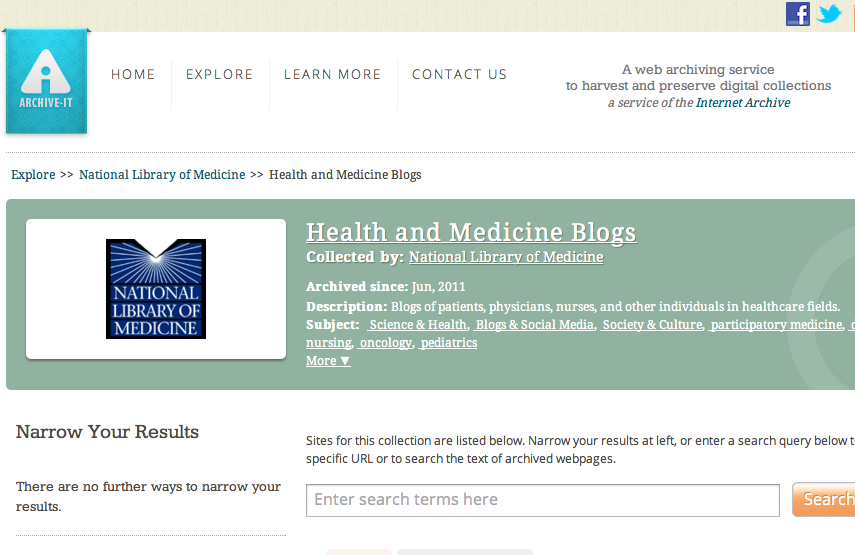 ARCHIVE-IT
HOME
EXPLORE
LEARN MORE
CONTACT US
A web archiving service
to harvest and preserve digital collections
a service of the Internet Archive
Explore >> National Library of Medicine >> Health and Medicine Blogs
NATIONAL
LIBRARY OF
MEDICINE
Health and Medicine Blogs
Collected by: National Library of Medicine
Archived since: Jun, 2011
Description: Blogs of patients, physicians, nurses, and other individuals in healthcare fields.
Subject: Science & Health, Blogs & Social Media, Society & Culture, participatory medicine,
nursing, oncology, pediatrics
More ▼
Narrow Your Results
There are no further ways to narrow your
results.
Sites for this collection are listed below. Narrow your results at left, or enter a search query below
specific URL or to search the text of archived webpages.
Enter search terms here
Search